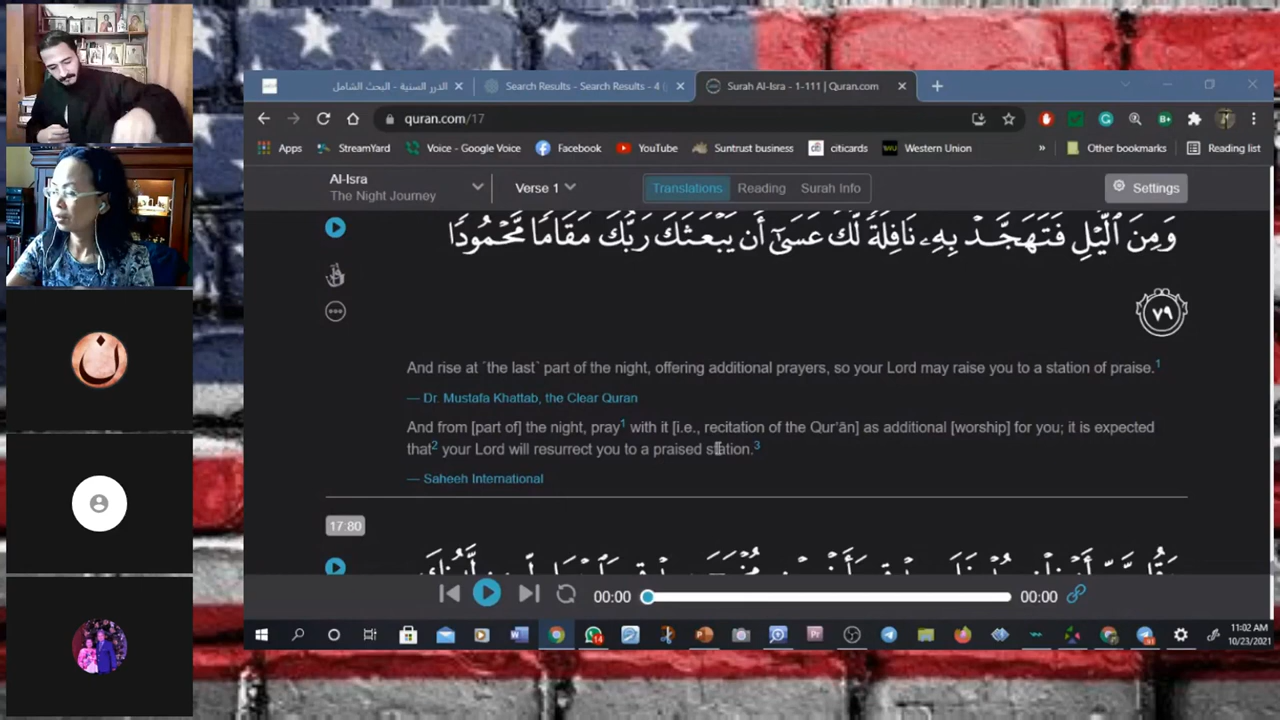 الدرر السنية - البحث الشامل
Search Results - Search Results - 4
Surah Al-Isra - 1-111 | Quran.com
quran.com/17
Apps
StreamYard
Voice - Google Voice
Facebook
YouTube
Suntrust business
citicards
Western Union
»
Other bookmarks
Reading list
Al-Isra
The Night Journey
Verse 1
Translations
Reading
Surah Info
Settings
وَمِنَ ٱلَّيْلِ فَتَهَجَّدْ بِهِۦ نَافِلَةً لَّكَ عَسَىٰٓ أَن يَبْعَثَكَ رَبُّكَ مَقَامًا مَّحْمُودًا
٧٩
And rise at ˹the last˺ part of the night, offering additional prayers, so your Lord may raise you to a station of praise.1
— Dr. Mustafa Khattab, the Clear Quran
And from [part of] the night, pray1 with it [i.e., recitation of the Qur'ān] as additional [worship] for you; it is expected
that2 your Lord will resurrect you to a praised station.3
— Saheeh International
17:80
00:00
00:00
11:02 AM
10/23/2021